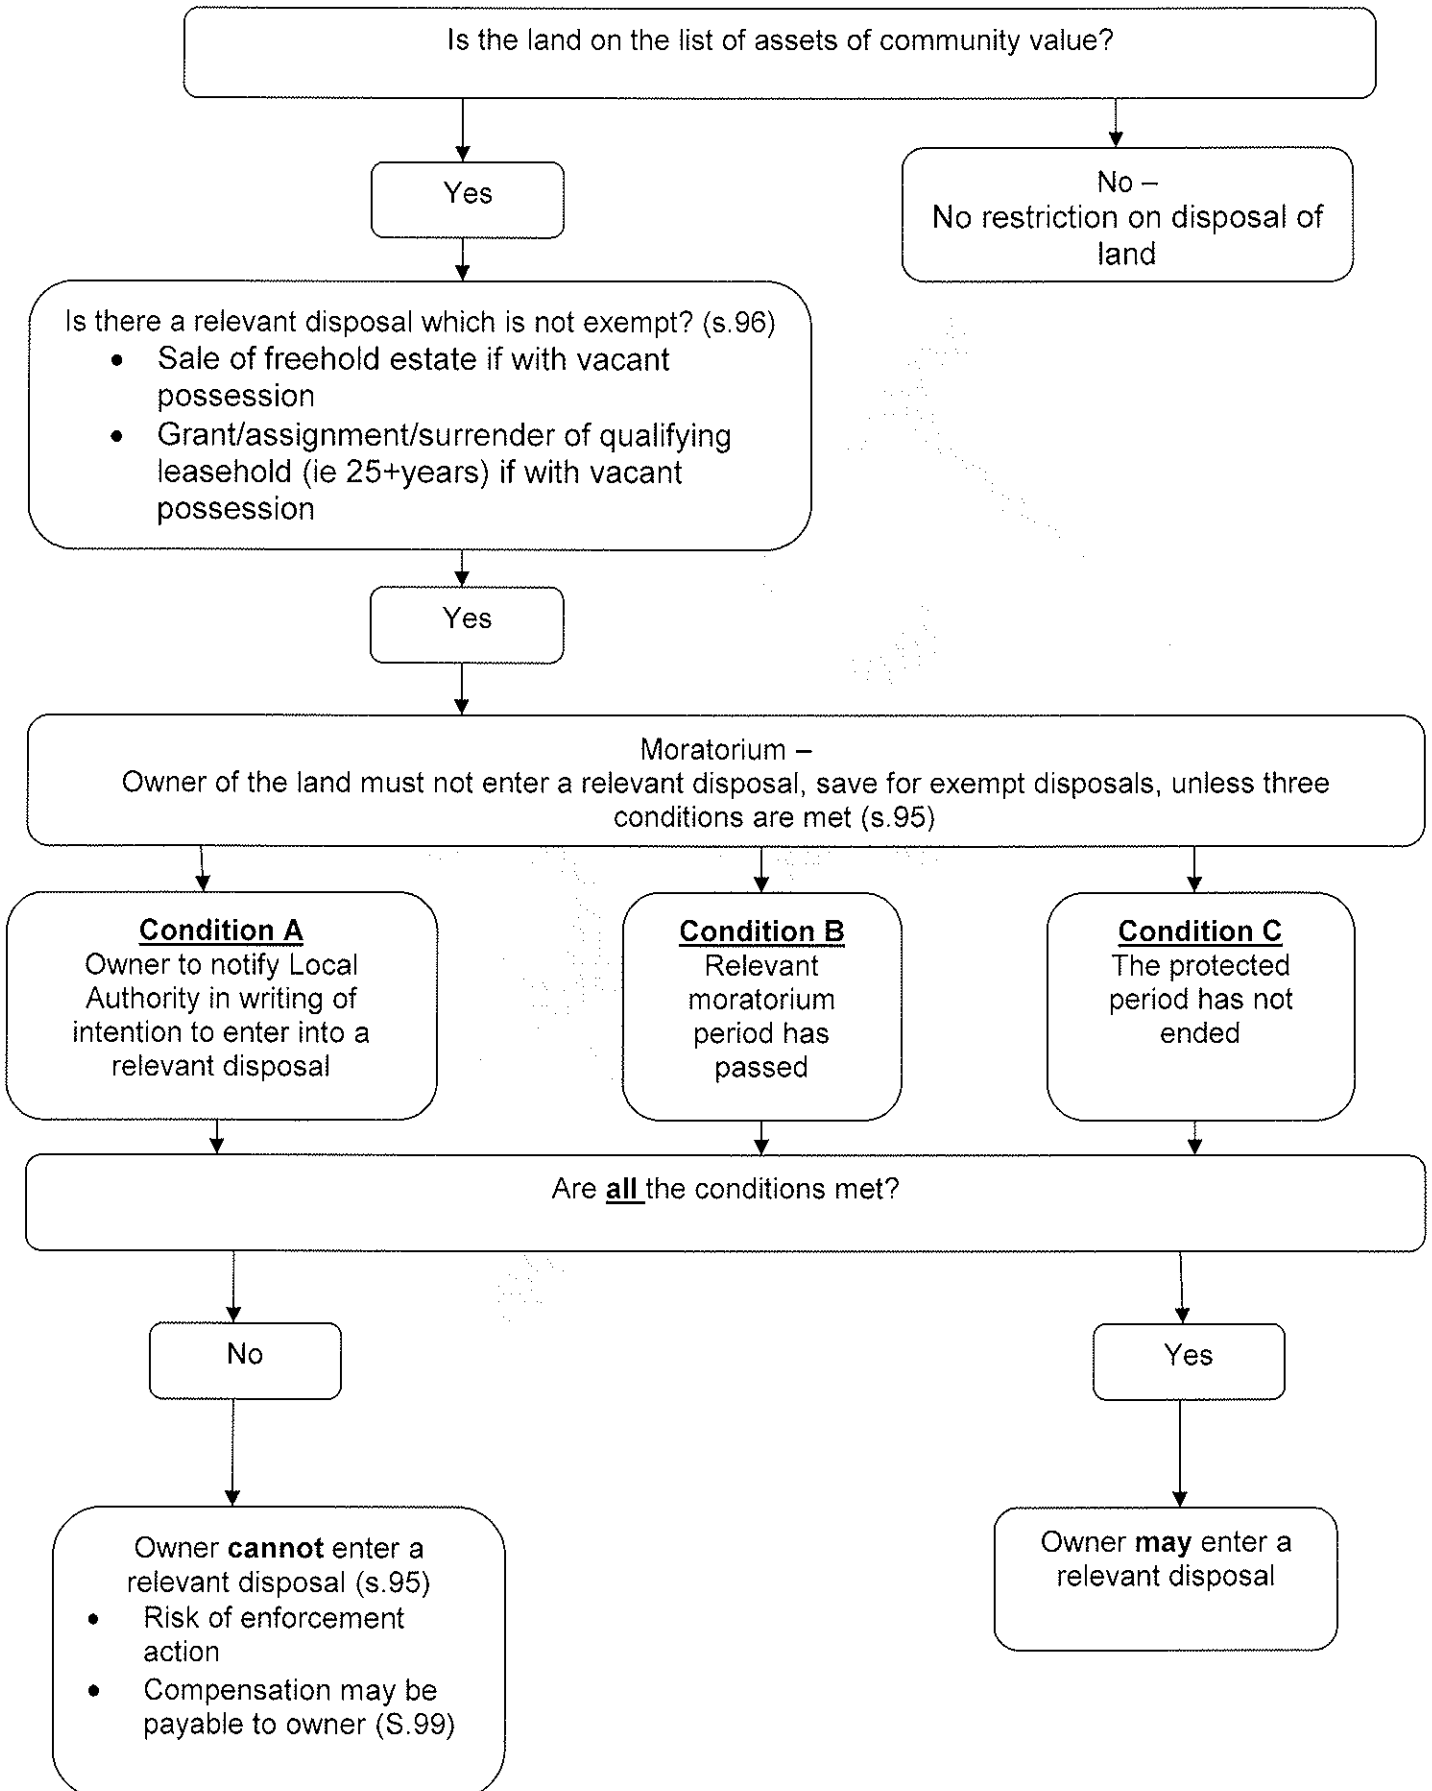 Is the land on the list of assets of community value?
Yes
No –
No restriction on disposal of
land
Is there a relevant disposal which is not exempt? (s.96)
• Sale of freehold estate if with vacant
possession
• Grant/assignment/surrender of qualifying
leasehold (ie 25+years) if with vacant
possession
Yes
Moratorium –
Owner of the land must not enter a relevant disposal, save for exempt disposals, unless three
conditions are met (s.95)
Condition A
Owner to notify Local
Authority in writing of
intention to enter into a
relevant disposal
Condition B
Relevant
moratorium
period has
passed
Condition C
The protected
period has not
ended
Are all the conditions met?
No
Yes
Owner cannot enter a
relevant disposal (s.95)
• Risk of enforcement
action
• Compensation may be
payable to owner (S.99)
Owner may enter a
relevant disposal